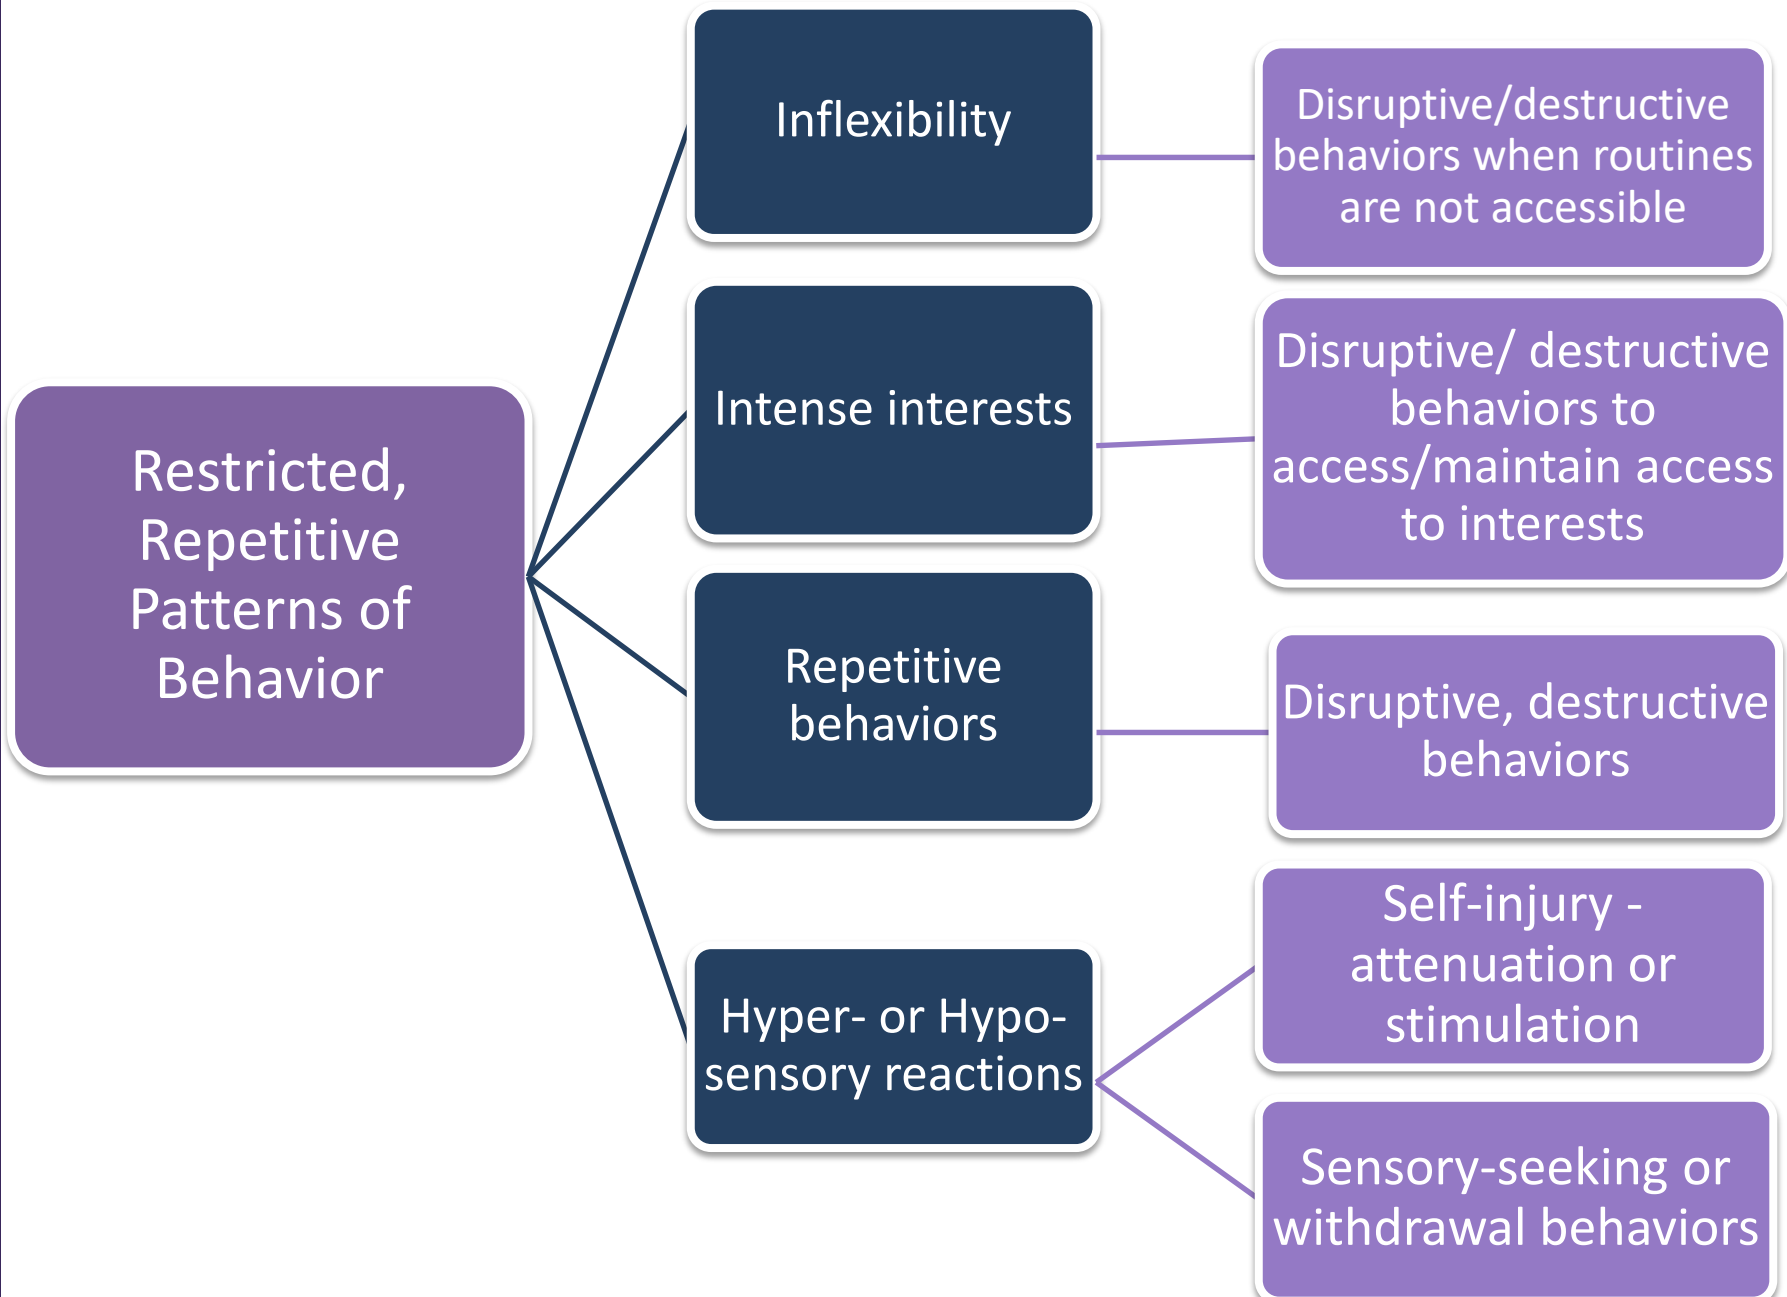 Restricted,
Repetitive
Patterns of
Behavior
Inflexibility
Disruptive/destructive
behaviors when routines
are not accessible
Intense interests
Disruptive/ destructive
behaviors to
access/maintain access
to interests
Repetitive
behaviors
Disruptive, destructive
behaviors
Hyper- or Hypo-
sensory reactions
Self-injury -
attenuation or
stimulation
Sensory-seeking or
withdrawal behaviors